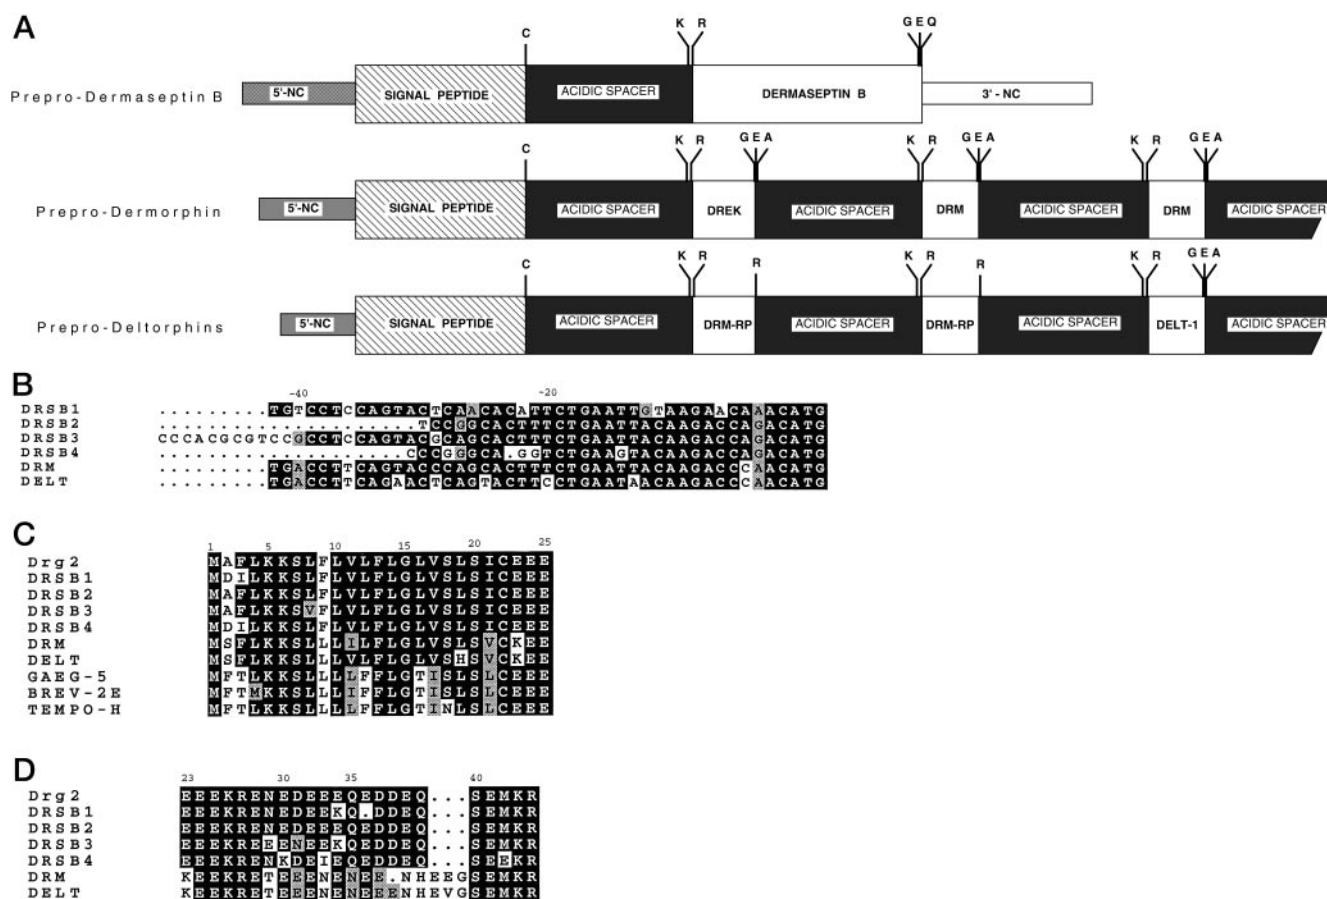 A
C
K R
G E Q
Prepro-Dermaseptin B
5'-NC
SIGNAL PEPTIDE
ACIDIC SPACER
DERMASEPTIN B
3'-NC
C
K R
G E A
K R
G E A
K R
G E A
Prepro-Dermorphin
5'-NC
SIGNAL PEPTIDE
ACIDIC SPACER
DREK
ACIDIC SPACER
DRM
ACIDIC SPACER
DRM
ACIDIC SPACER
C
K R
R
K R
R
K R
G E A
Prepro-Deltorphins
5'-NC
SIGNAL PEPTIDE
ACIDIC SPACER
DRM-RP
ACIDIC SPACER
DRM-RP
ACIDIC SPACER
DELT-1
ACIDIC SPACER
B
-40 -20
DRSB1 .........TGTCCTCCAGTACTCAACACATTCTGAATTGTAAGAACAAACATG
DRSB2 .....................TCCGGCACTTTCTGAATTACAAGACCAGACATG
DRSB3 CCCACGCGTCCGCCTCCAGTACGCAGCACTTTCTGAATTACAAGACCAGACATG
DRSB4 ....................CCCGGGCA.GGTCTGAAGTACAAGACCAGACATG
DRM .........TGACCTTCAGTACCCAGCACTTTCTGAATTACAAGACCCAACATG
DELT .........TGACCTTCAGAACTCAGTACTTCCTGAATAACAAGACCCAACATG
C
1 5 10 15 20 25
Drg2 MAFLKKSLFLVLFLGLVSLSICEEE
DRSB1 MDILKKSLFLVLFLGLVSLSICEEE
DRSB2 MAFLKKSLFLVLFLGLVSLSICEEE
DRSB3 MAFLKKSVFLVLFLGLVSLSICEEE
DRSB4 MDILKKSLFLVLFLGLVSLSICEEE
DRM MSFLKKSLLLILFLGLVSLSVCKEE
DELT MSFLKKSLLLVLFLGLVSHSVCKEE
GAEG-5 MFTLKKSLLLLFFLGTISLSLCEEE
BREV-2E MFTMKKSLLLIFFLGTISLSLCEEE
TEMPO-H MFTLKKSLLLLFFLGTINLSLCEEE
D
23 30 35 40
Drg2 EEEKRENEDEEEQEDDEQ...SEMKR
DRSB1 EEEKRENEDEEKQ.DDEQ...SEMKR
DRSB2 EEEKRENEDEEEQEDDEQ...SEMKR
DRSB3 EEEKREEENEEKQEDDEQ...SEMKR
DRSB4 EEEKRENKDEIEQEDDEQ...SEEKR
DRM KEEKRETEEENENEE.NHEEGSEMKR
DELT KEEKRETEEENENEEENHEVGSEMKR